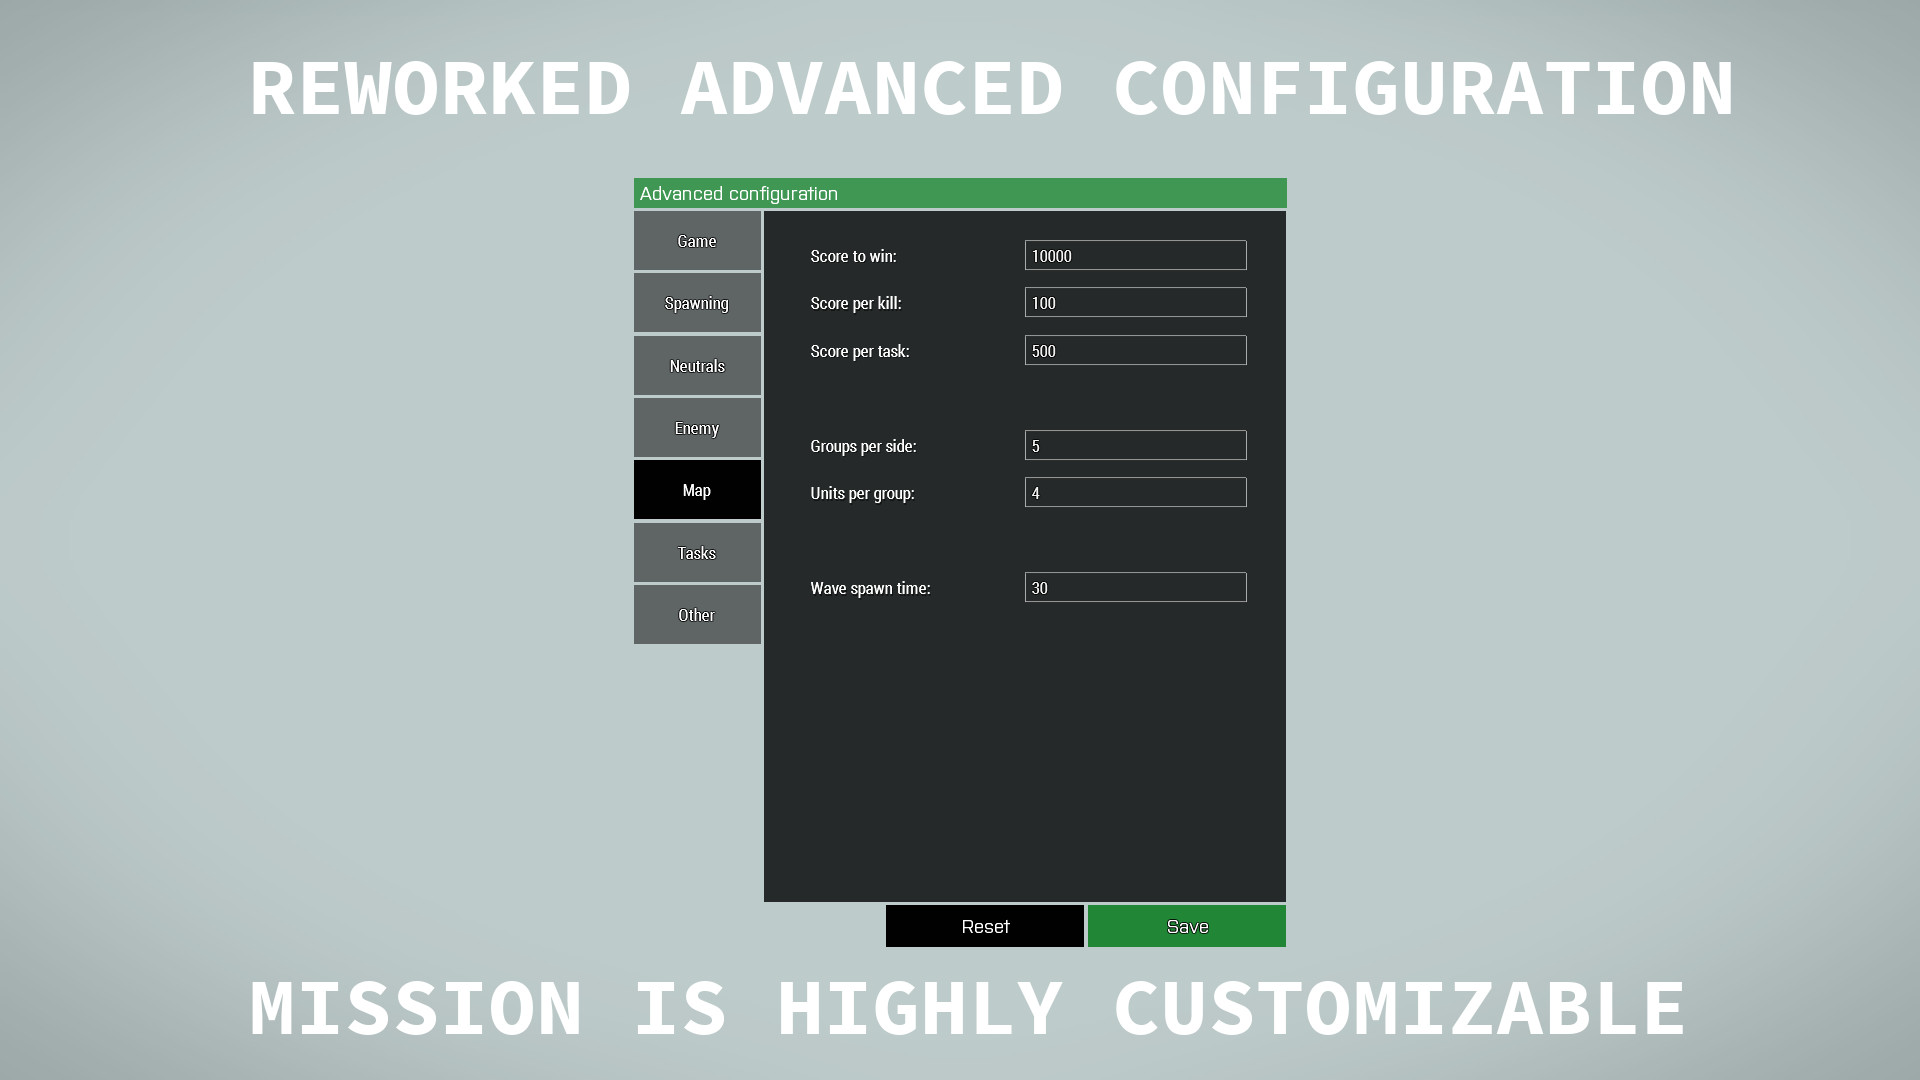 REWORKED ADVANCED CONFIGURATION
Advanced configuration
Game
Spawning
Neutrals
Enemy
Map
Tasks
Other
Score to win: 10000
Score per kill: 100
Score per task: 500
Groups per side: 5
Units per group: 4
Wave spawn time: 30
Reset Save
MISSION IS HIGHLY CUSTOMIZABLE